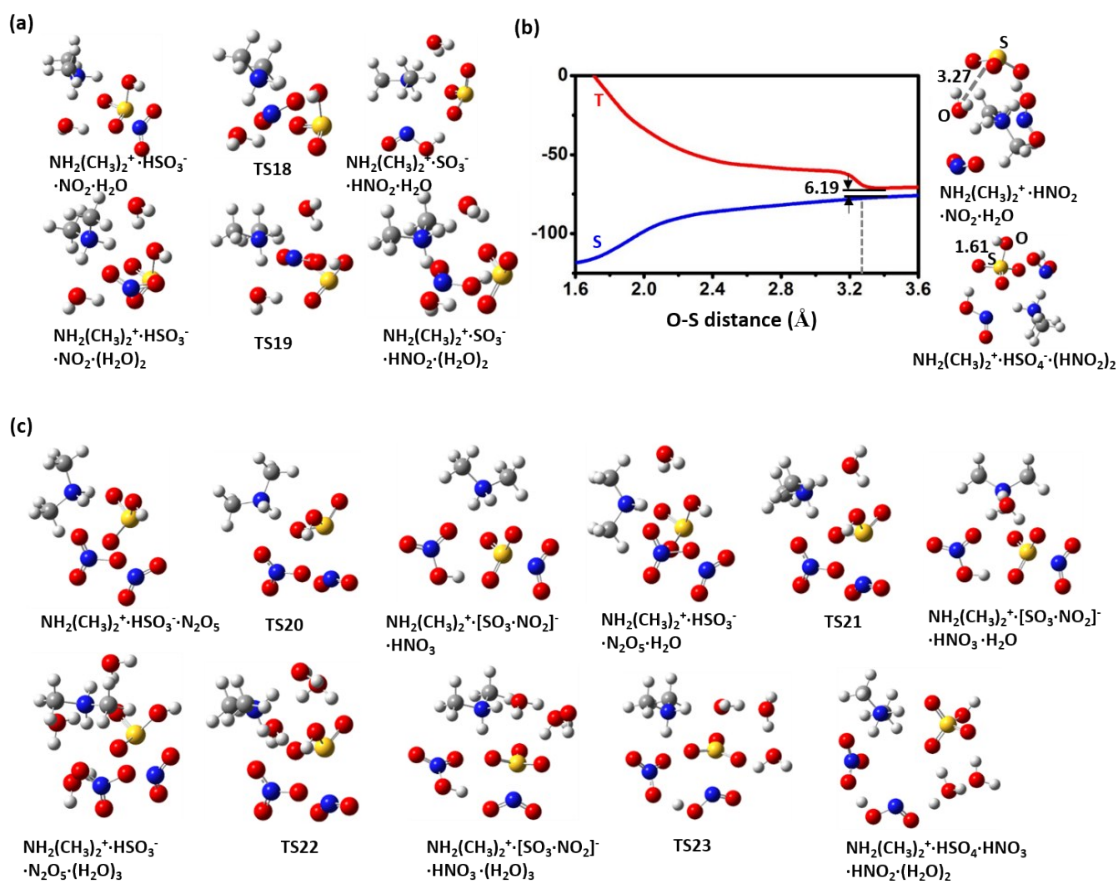 (a)
NH₂(CH₃)₂⁺·HSO₃⁻
·NO₂·H₂O
TS18
NH₂(CH₃)₂⁺·SO₃⁻
·HNO₂·H₂O
NH₂(CH₃)₂⁺·HSO₃⁻
·NO₂·(H₂O)₂
TS19
NH₂(CH₃)₂⁺·SO₃⁻
·HNO₂·(H₂O)₂
(b)
0
-50
-100
T
S
6.19
1.6
2.0
2.4
2.8
3.2
3.6
O-S distance (Å)
S
3.27
O
NH₂(CH₃)₂⁺·HNO₂
·NO₂·H₂O
O
1.61
S
NH₂(CH₃)₂⁺·HSO₄⁻·(HNO₂)₂
(c)
NH₂(CH₃)₂⁺·HSO₃⁻·N₂O₅
TS20
NH₂(CH₃)₂⁺·[SO₃·NO₂]⁻
·HNO₃
NH₂(CH₃)₂⁺·HSO₃⁻
·N₂O₅·H₂O
TS21
NH₂(CH₃)₂⁺·[SO₃·NO₂]⁻
·HNO₃·H₂O
NH₂(CH₃)₂⁺·HSO₃⁻
·N₂O₅·(H₂O)₃
TS22
NH₂(CH₃)₂⁺·[SO₃·NO₂]⁻
·HNO₃·(H₂O)₃
TS23
NH₂(CH₃)₂⁺·HSO₄·HNO₃
·HNO₂·(H₂O)₂